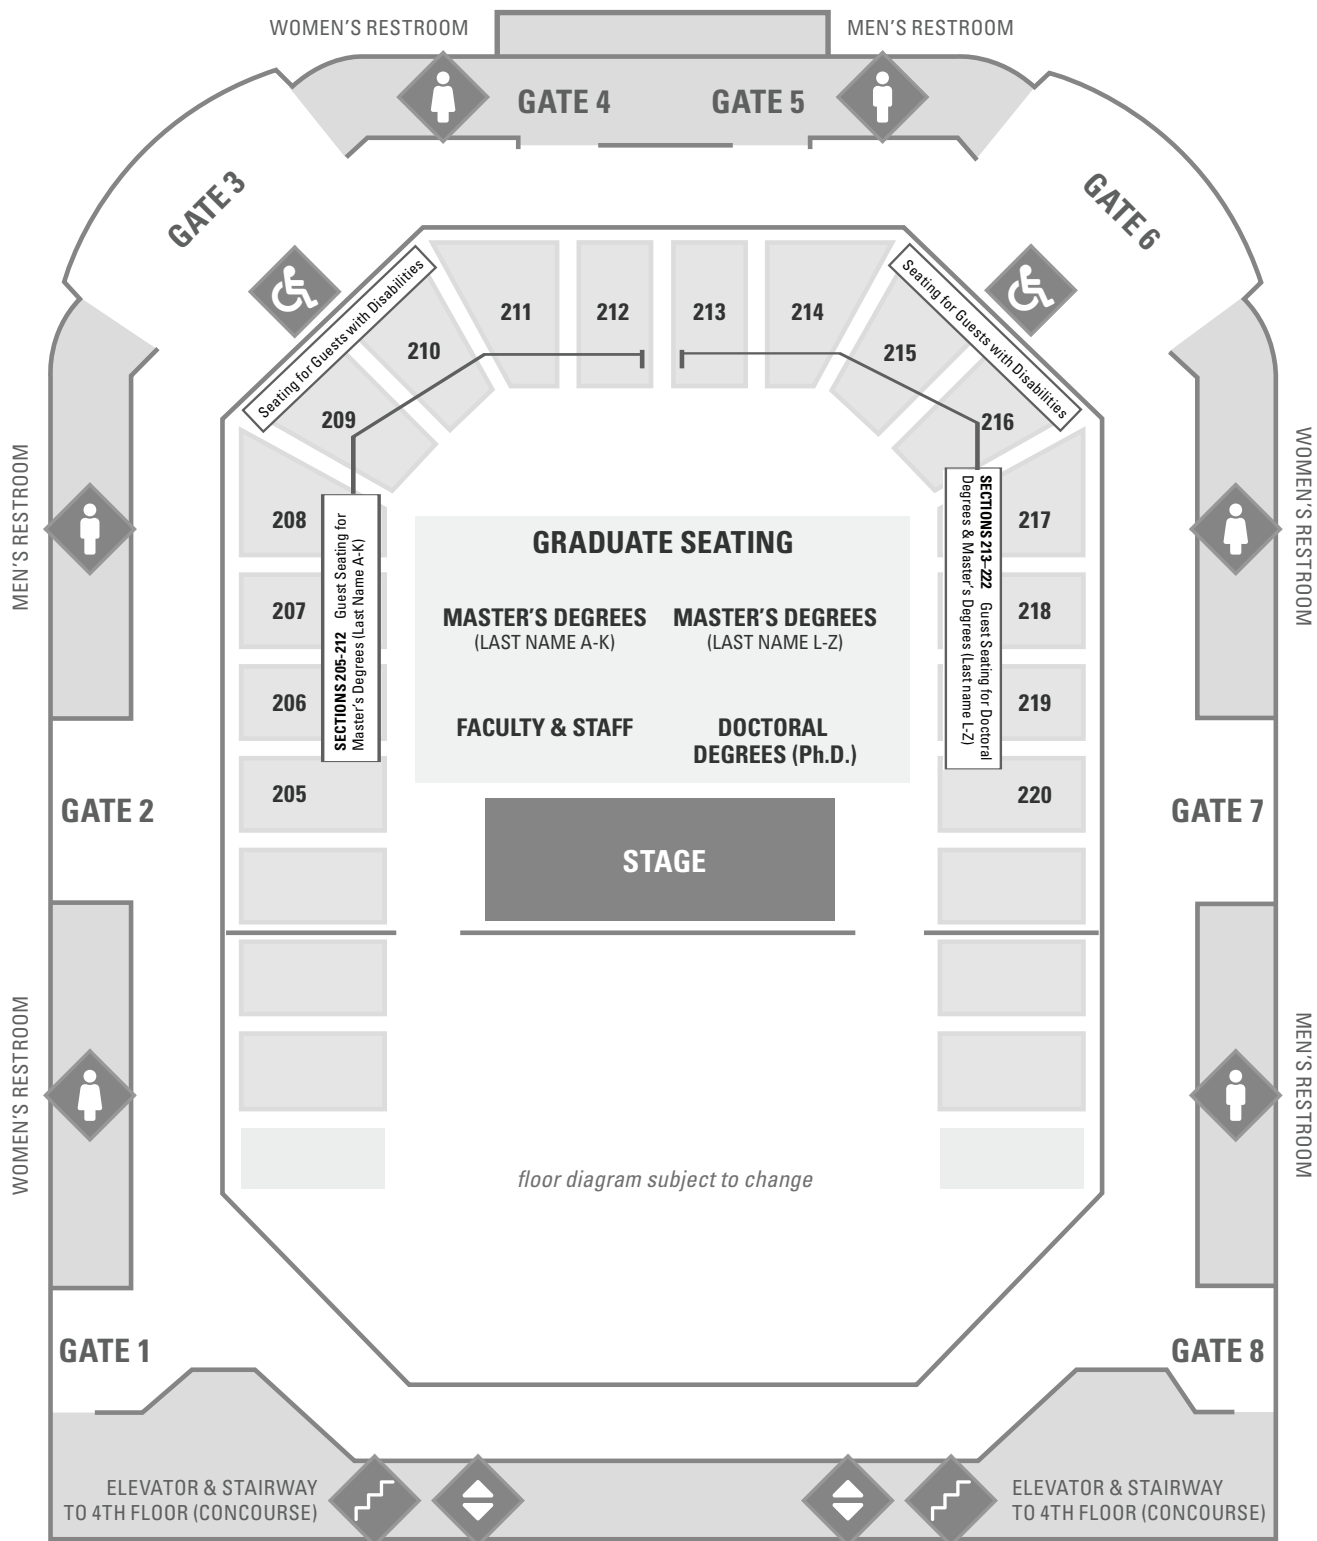 WOMEN'S RESTROOM
MEN'S RESTROOM
GATE 4
GATE 5
GATE 3
GATE 6
Seating for Guests with Disabilities
Seating for Guests with Disabilities
211
212
213
214
210
215
209
216
MEN'S RESTROOM
WOMEN'S RESTROOM
208
217
207
218
206
219
205
220
SECTIONS 205-212 Guest Seating for
Master's Degrees (Last Name A-K)
SECTIONS 213–222 Guest Seating for Doctoral
Degrees & Master's Degrees (Last name L-Z)
GRADUATE SEATING
MASTER'S DEGREES
(LAST NAME A-K)
MASTER'S DEGREES
(LAST NAME L-Z)
FACULTY & STAFF
DOCTORAL
DEGREES (Ph.D.)
GATE 2
GATE 7
STAGE
WOMEN'S RESTROOM
MEN'S RESTROOM
floor diagram subject to change
GATE 1
GATE 8
ELEVATOR & STAIRWAY
TO 4TH FLOOR (CONCOURSE)
ELEVATOR & STAIRWAY
TO 4TH FLOOR (CONCOURSE)